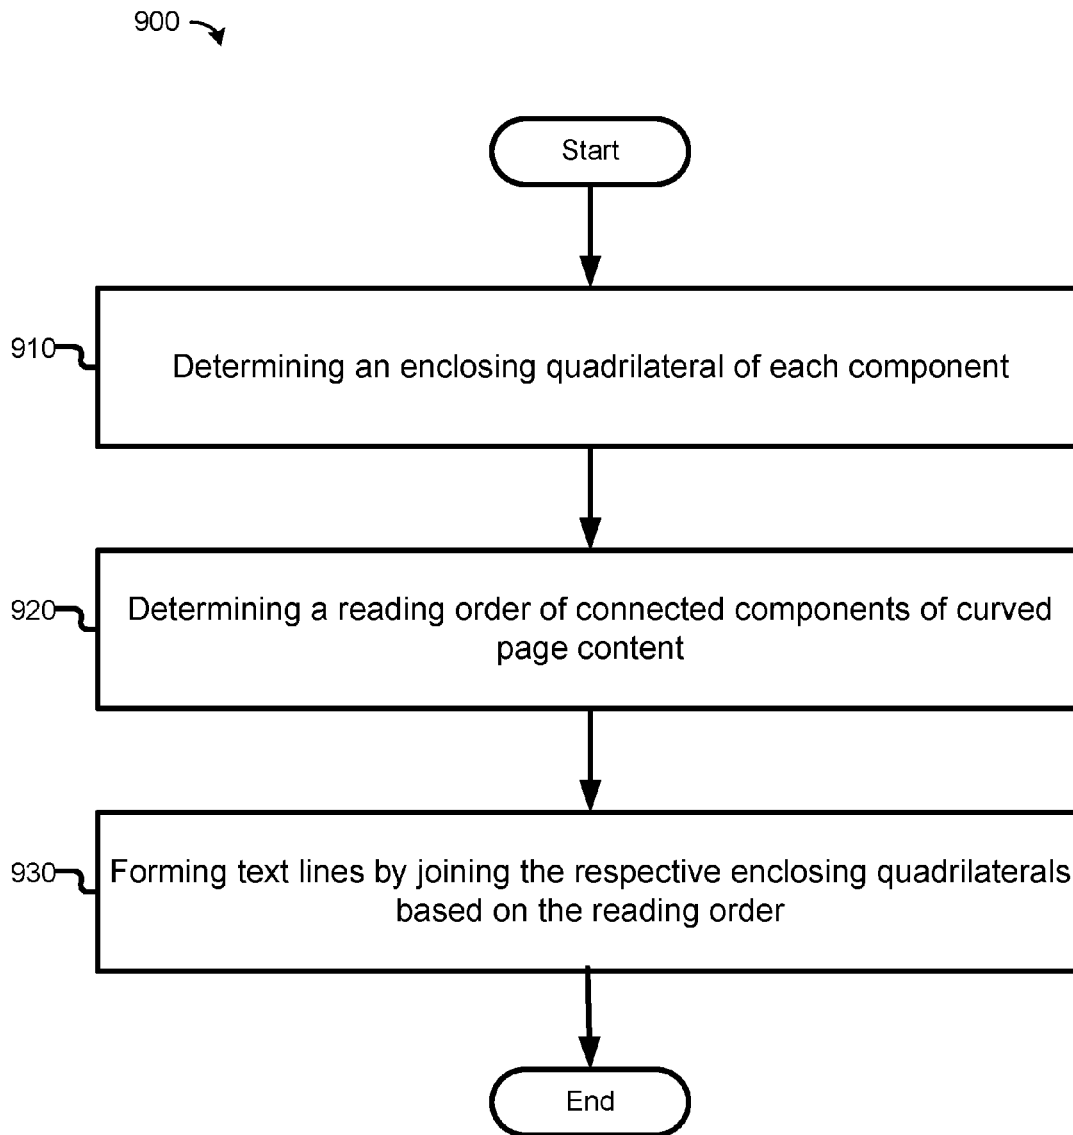 900
Start
910
Determining an enclosing quadrilateral of each component
920
Determining a reading order of connected components of curved
page content
930
Forming text lines by joining the respective enclosing quadrilaterals
based on the reading order
End